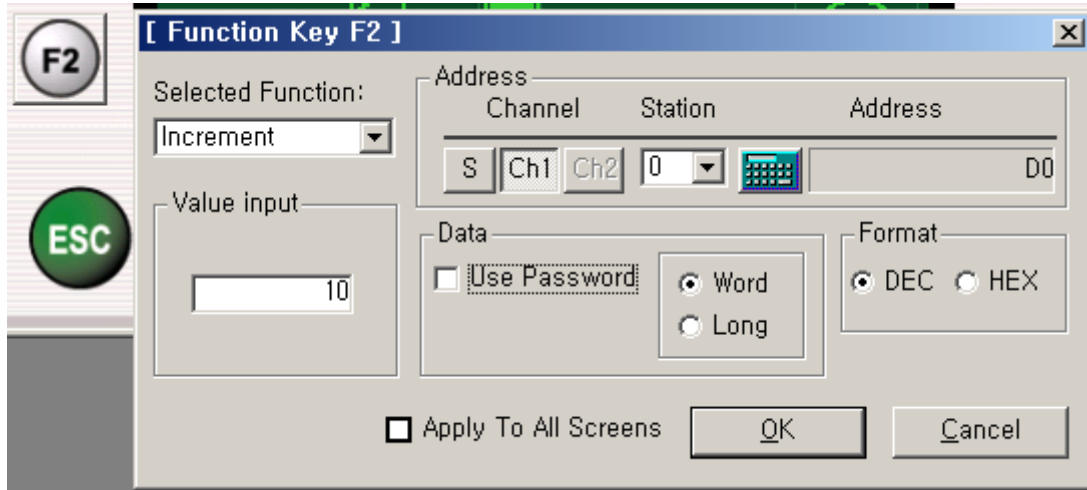 [ Function Key F2 ]
F2
Selected Function:
Increment
Address
Channel Station Address
S Ch1 Ch2 0 D0
Value input
10
ESC
Data
Use Password
Word
Long
Format
DEC HEX
Apply To All Screens
OK Cancel